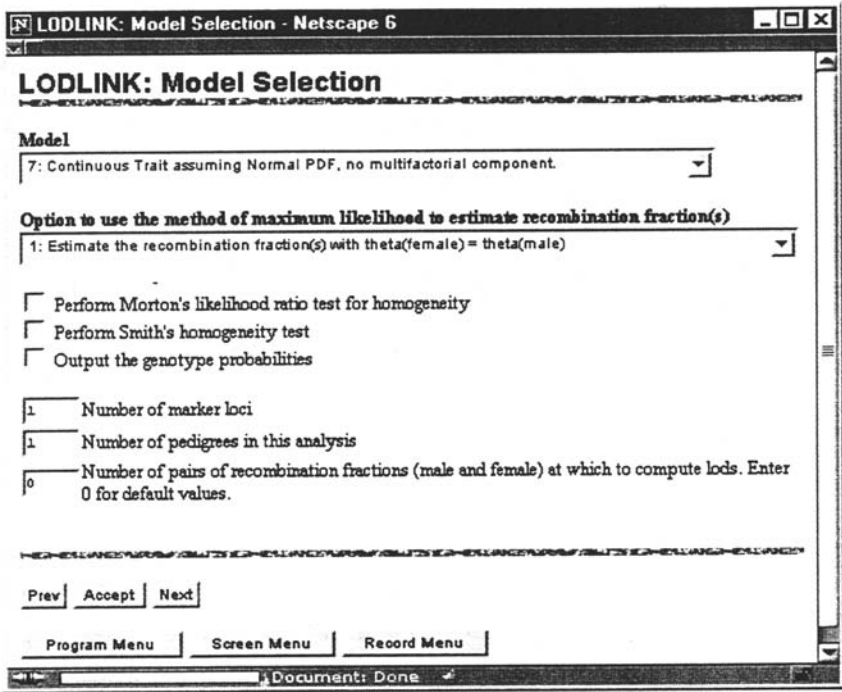 N LODLINK: Model Selection - Netscape 6
LODLINK: Model Selection
Model
7: Continuous Trait assuming Normal PDF, no multifactorial component.
Option to use the method of maximum likelihood to estimate recombination fraction(s)
1: Estimate the recombination fraction(s) with theta(female) = theta(male)
Perform Morton's likelihood ratio test for homogeneity
Perform Smith's homogeneity test
Output the genotype probabilities
1 Number of marker loci
1 Number of pedigrees in this analysis
0 Number of pairs of recombination fractions (male and female) at which to compute lods. Enter
0 for default values.
Prev Accept Next
Program Menu Screen Menu Record Menu
Document: Done